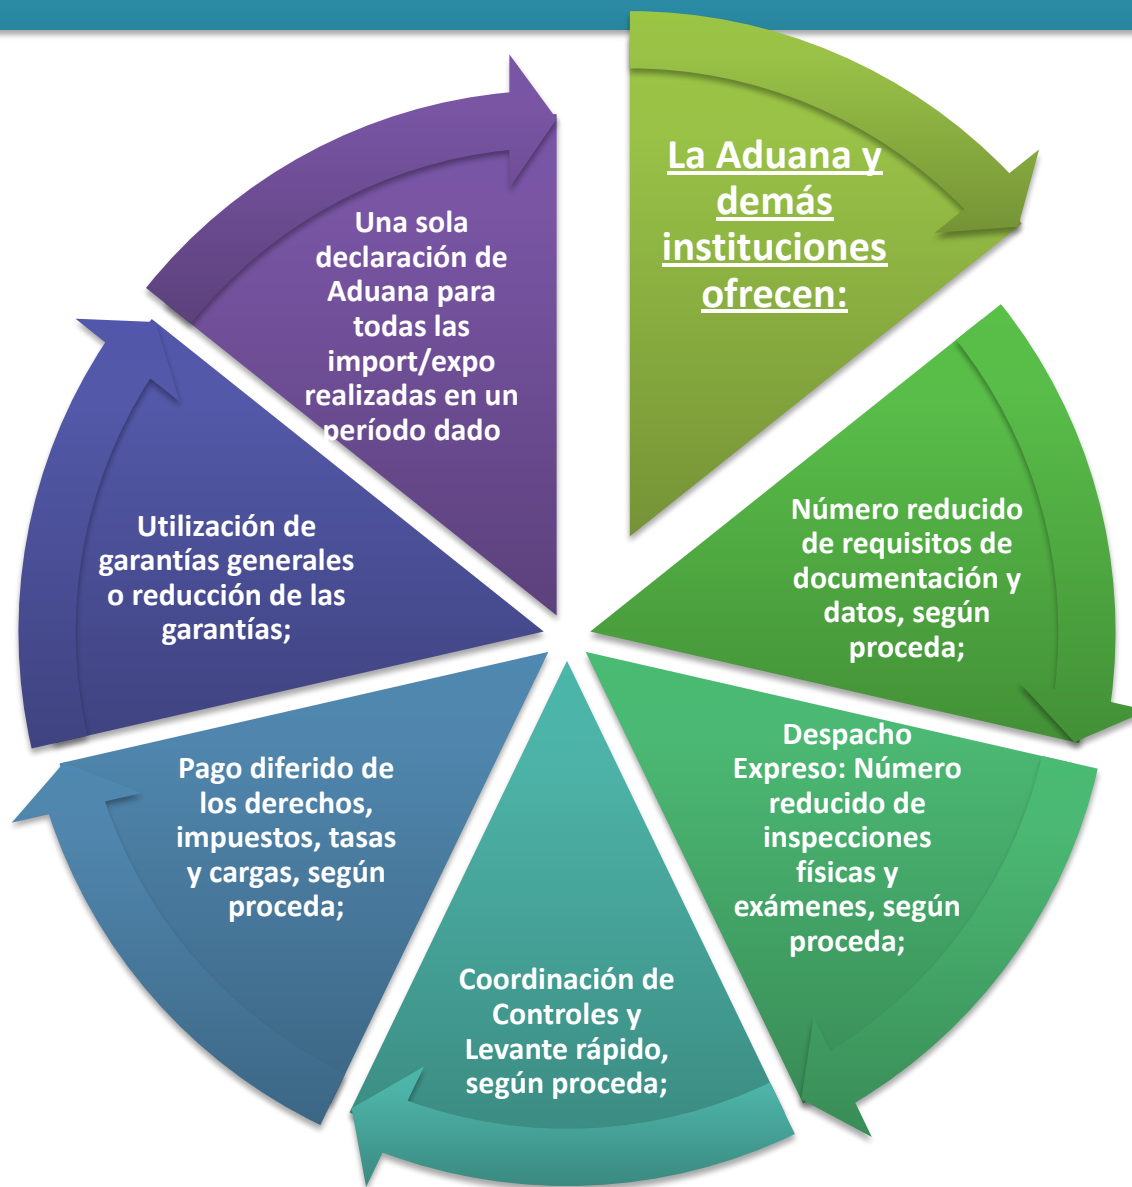 La Aduana y
demás
instituciones
ofrecen:
Número reducido
de requisitos de
documentación y
datos, según
proceda;
Despacho
Expreso: Número
reducido de
inspecciones
físicas y
exámenes, según
proceda;
Coordinación de
Controles y
Levante rápido,
según proceda;
Pago diferido de
los derechos,
impuestos, tasas
y cargas, según
proceda;
Utilización de
garantías generales
o reducción de las
garantías;
Una sola
declaración de
Aduana para
todas las
import/expo
realizadas en un
período dado